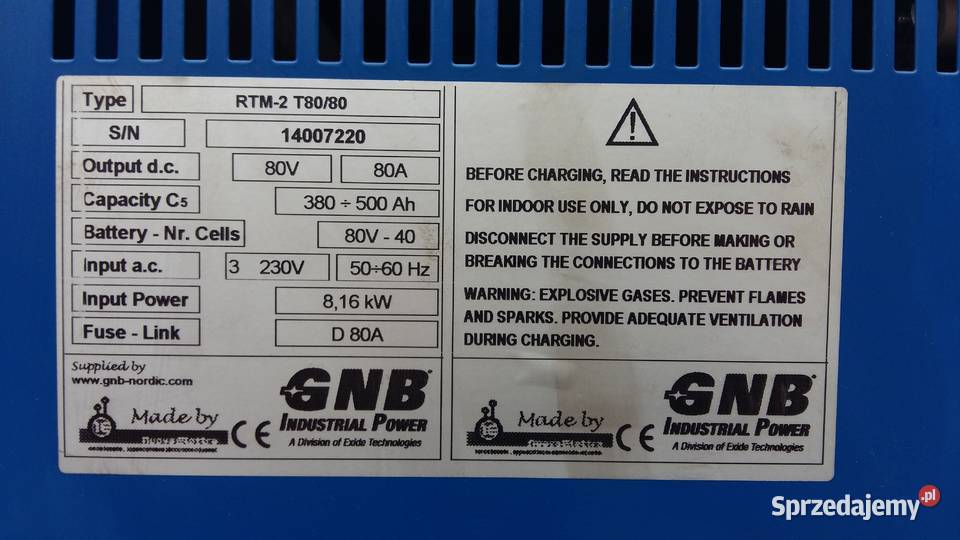 Type RTM-2 T80/80
S/N 14007220
Output d.c. 80V 80A
Capacity C5 380 ÷ 500 Ah
Battery - Nr. Cells 80V - 40
Input a.c. 3 230V 50÷60 Hz
Input Power 8,16 kW
Fuse - Link D 80A
Supplied by
www.gnb-nordic.com
Made by
CE
GNB
INDUSTRIAL POWER
A Division of Exide Technologies
BEFORE CHARGING, READ THE INSTRUCTIONS
FOR INDOOR USE ONLY, DO NOT EXPOSE TO RAIN
DISCONNECT THE SUPPLY BEFORE MAKING OR
BREAKING THE CONNECTIONS TO THE BATTERY
WARNING: EXPLOSIVE GASES. PREVENT FLAMES
AND SPARKS. PROVIDE ADEQUATE VENTILATION
DURING CHARGING.
Made by
CE
GNB
INDUSTRIAL POWER
A Division of Exide Technologies
Sprzedajemy.pl